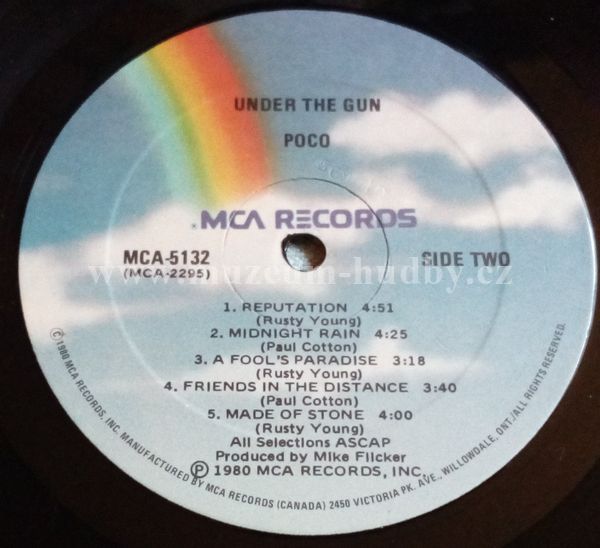 UNDER THE GUN
POCO
MCA RECORDS
MCA-5132
(MCA-2295)
SIDE TWO
www.muzeum-hudby.cz
1. REPUTATION 4:51
(Rusty Young)
2. MIDNIGHT RAIN 4:25
(Paul Cotton)
3. A FOOL'S PARADISE 3:18
(Rusty Young)
4. FRIENDS IN THE DISTANCE 3:40
(Paul Cotton)
5. MADE OF STONE 4:00
(Rusty Young)
All Selections ASCAP
Produced by Mike Flicker
Ⓟ 1980 MCA RECORDS, INC.
© 1980 MCA RECORDS, INC. MANUFACTURED BY MCA RECORDS (CANADA) 2450 VICTORIA PK. AVE., WILLOWDALE, ONT./ALL RIGHTS RESERVED.